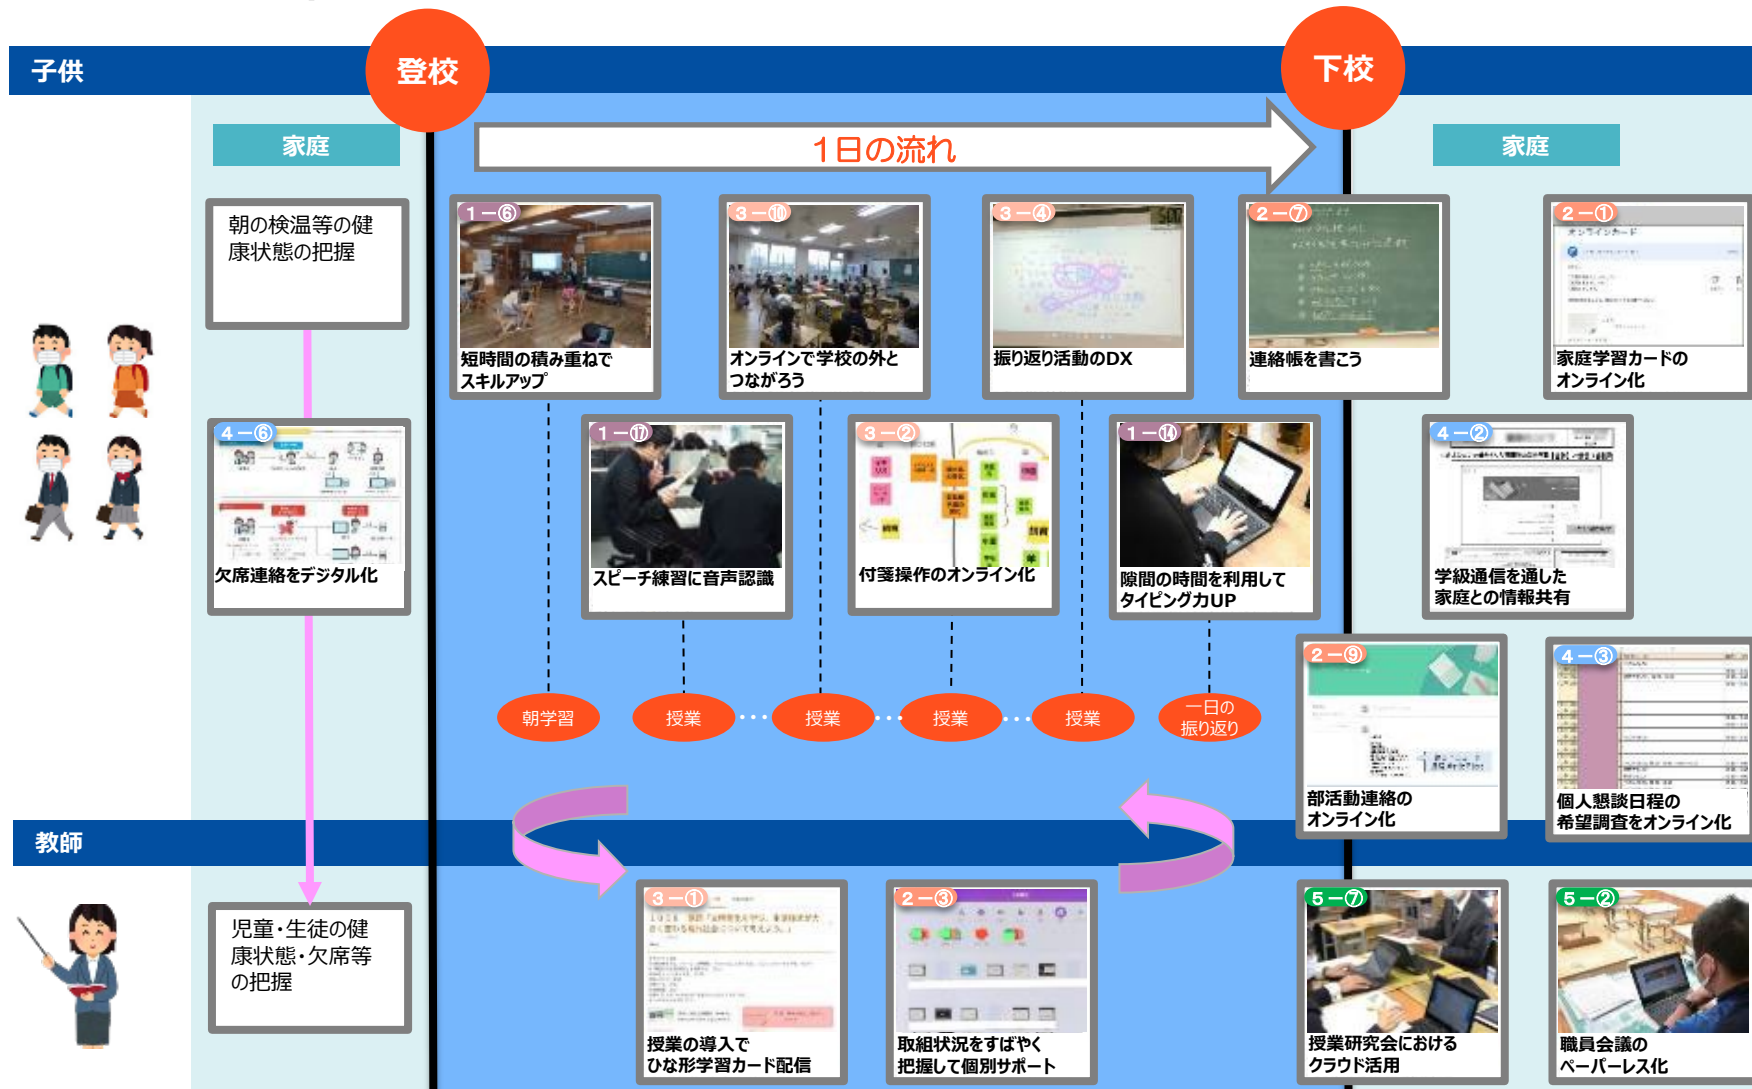 子供
登校
下校
家庭
1日の流れ
家庭
朝の検温等の健
康状態の把握
1-⑥
短時間の積み重ねで
スキルアップ
3-⑩
オンラインで学校の外と
つながろう
3-④
振り返り活動のDX
2-⑦
連絡帳を書こう
2-①
オンラインカード
家庭学習カードの
オンライン化
4-⑥
欠席連絡をデジタル化
1-⑰
スピーチ練習に音声認識
3-②
付箋操作のオンライン化
1-⑭
隙間の時間を利用して
タイピング力UP
4-②
学級通信を通した
家庭との情報共有
朝学習
授業
…
授業
…
授業
…
授業
一日の
振り返り
2-⑨
部活動連絡の
オンライン化
4-③
個人懇談日程の
希望調査をオンライン化
教師
児童・生徒の健
康状態・欠席等
の把握
3-①
授業の導入で
ひな形学習カード配信
2-③
取組状況をすばやく
把握して個別サポート
5-⑦
授業研究会における
クラウド活用
5-②
職員会議の
ペーパーレス化